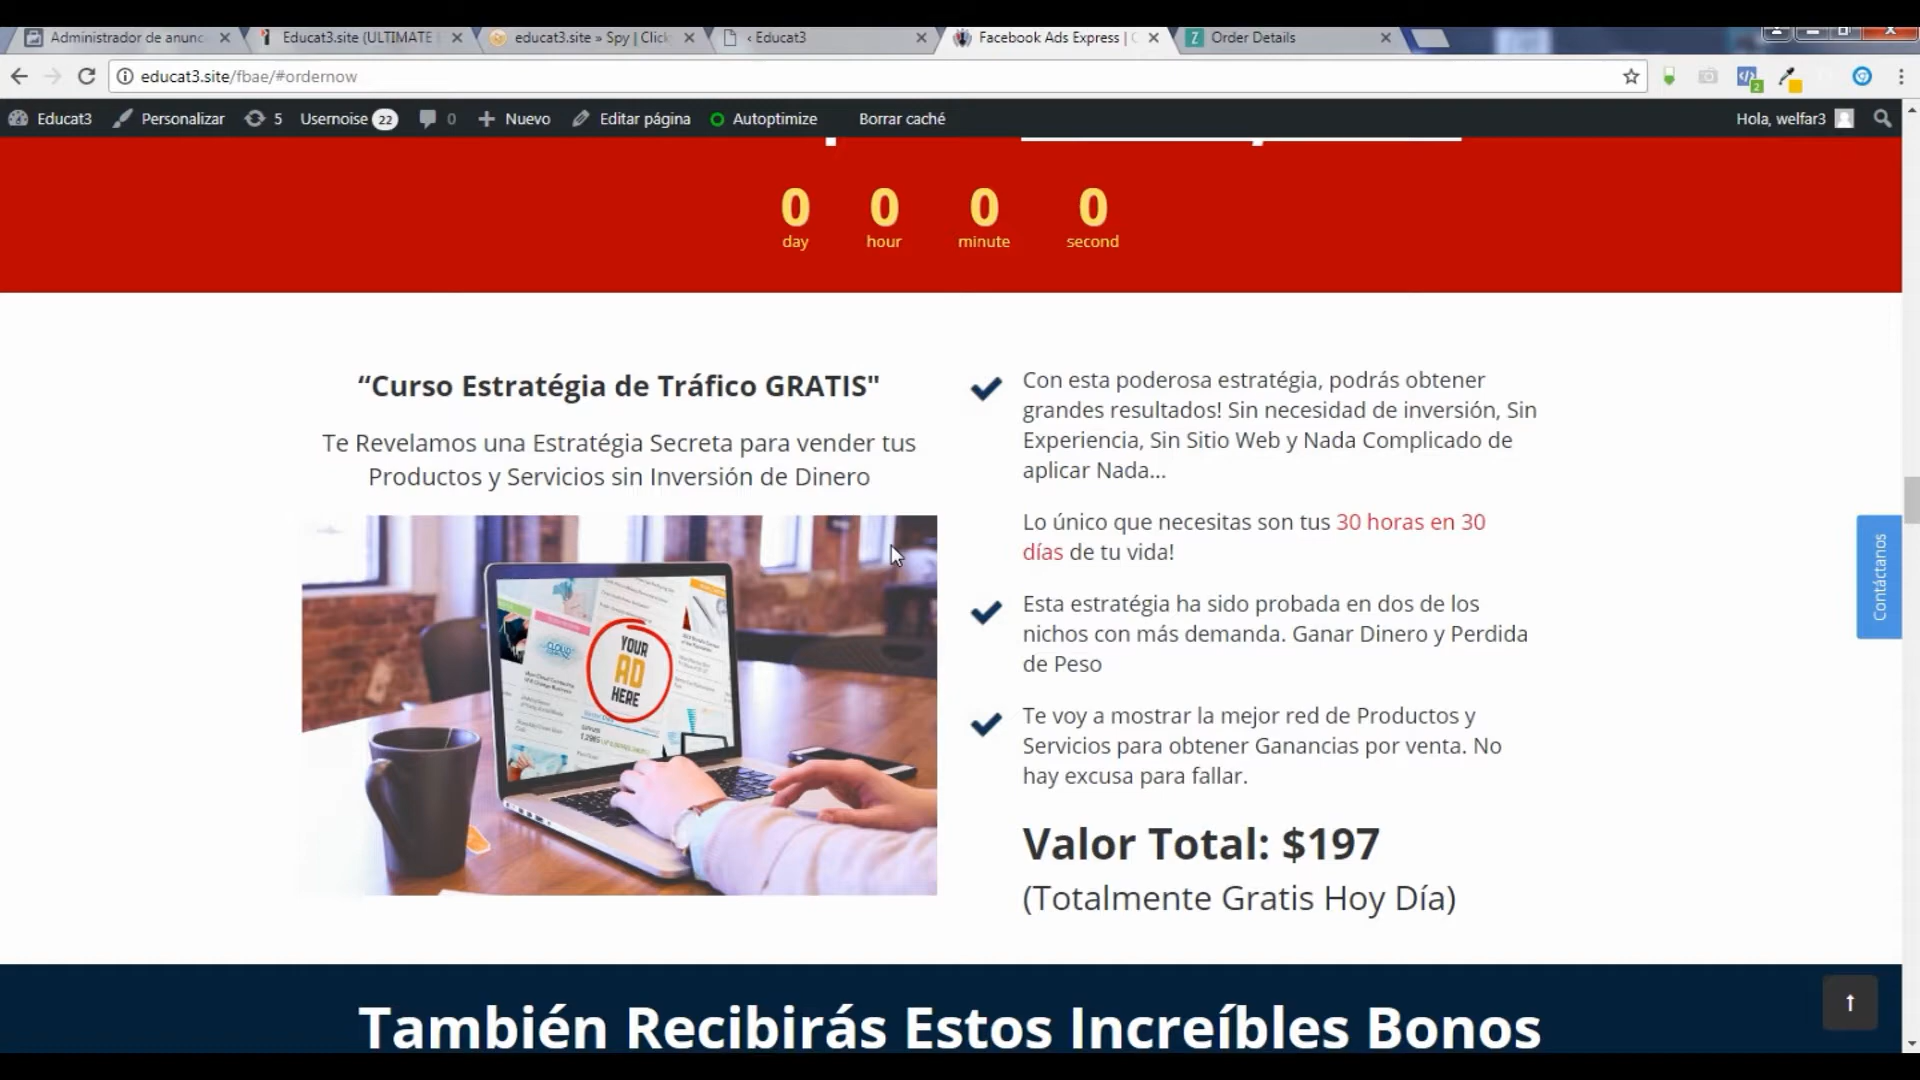 Administrador de anunc
Educat3.site (ULTIMATE
educat3.site » Spy | Click
‹ Educat3
Facebook Ads Express |
Order Details
educat3.site/fbae/#ordernow
Educat3
Personalizar
5
Usernoise 22
0
Nuevo
Editar página
Autoptimize
Borrar caché
Hola, welfar3
0 0 0 0
day hour minute second
“Curso Estratégia de Tráfico GRATIS"
Te Revelamos una Estratégia Secreta para vender tus
Productos y Servicios sin Inversión de Dinero
YOUR
AD
HERE
Con esta poderosa estratégia, podrás obtener
grandes resultados! Sin necesidad de inversión, Sin
Experiencia, Sin Sitio Web y Nada Complicado de
aplicar Nada...
Lo único que necesitas son tus 30 horas en 30
días de tu vida!
Esta estratégia ha sido probada en dos de los
nichos con más demanda. Ganar Dinero y Perdida
de Peso
Te voy a mostrar la mejor red de Productos y
Servicios para obtener Ganancias por venta. No
hay excusa para fallar.
Valor Total: $197
(Totalmente Gratis Hoy Día)
Contáctanos
También Recibirás Estos Increíbles Bonos